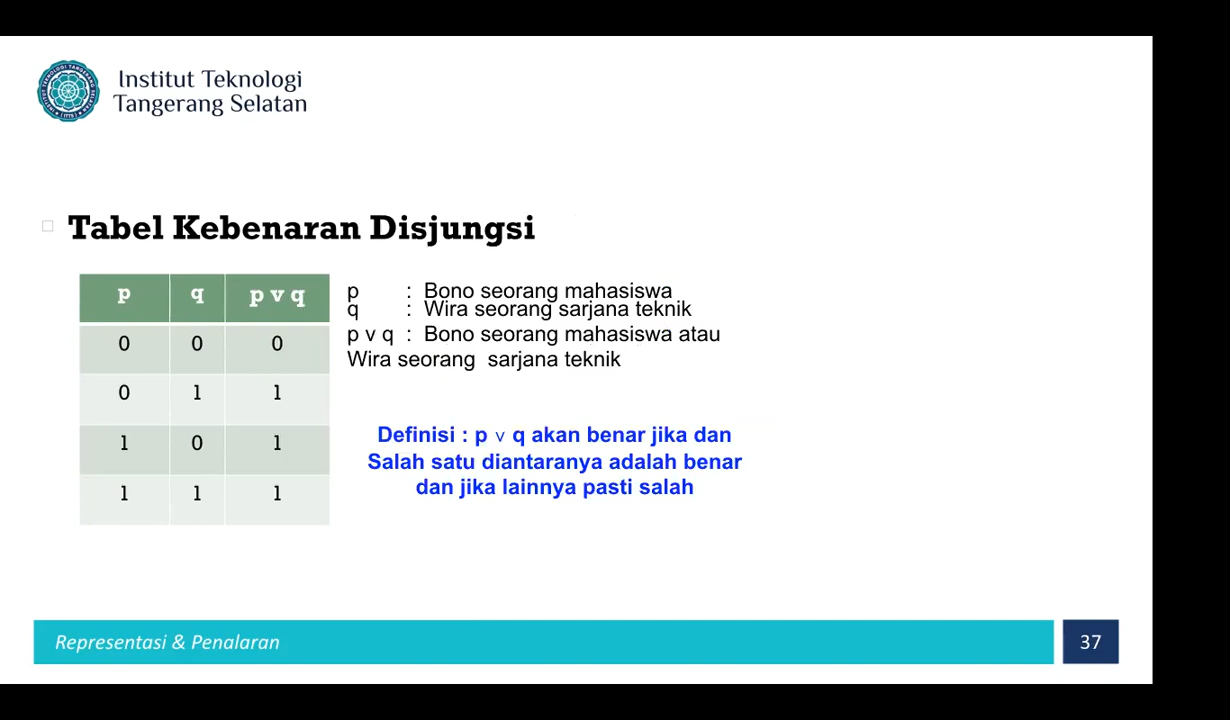 Institut Teknologi
Tangerang Selatan
Tabel Kebenaran Disjungsi
p q p v q
0 0 0
0 1 1
1 0 1
1 1 1
p : Bono seorang mahasiswa
q : Wira seorang sarjana teknik
p v q : Bono seorang mahasiswa atau
Wira seorang sarjana teknik
Definisi : p ∨ q akan benar jika dan
Salah satu diantaranya adalah benar
dan jika lainnya pasti salah
Representasi & Penalaran
37